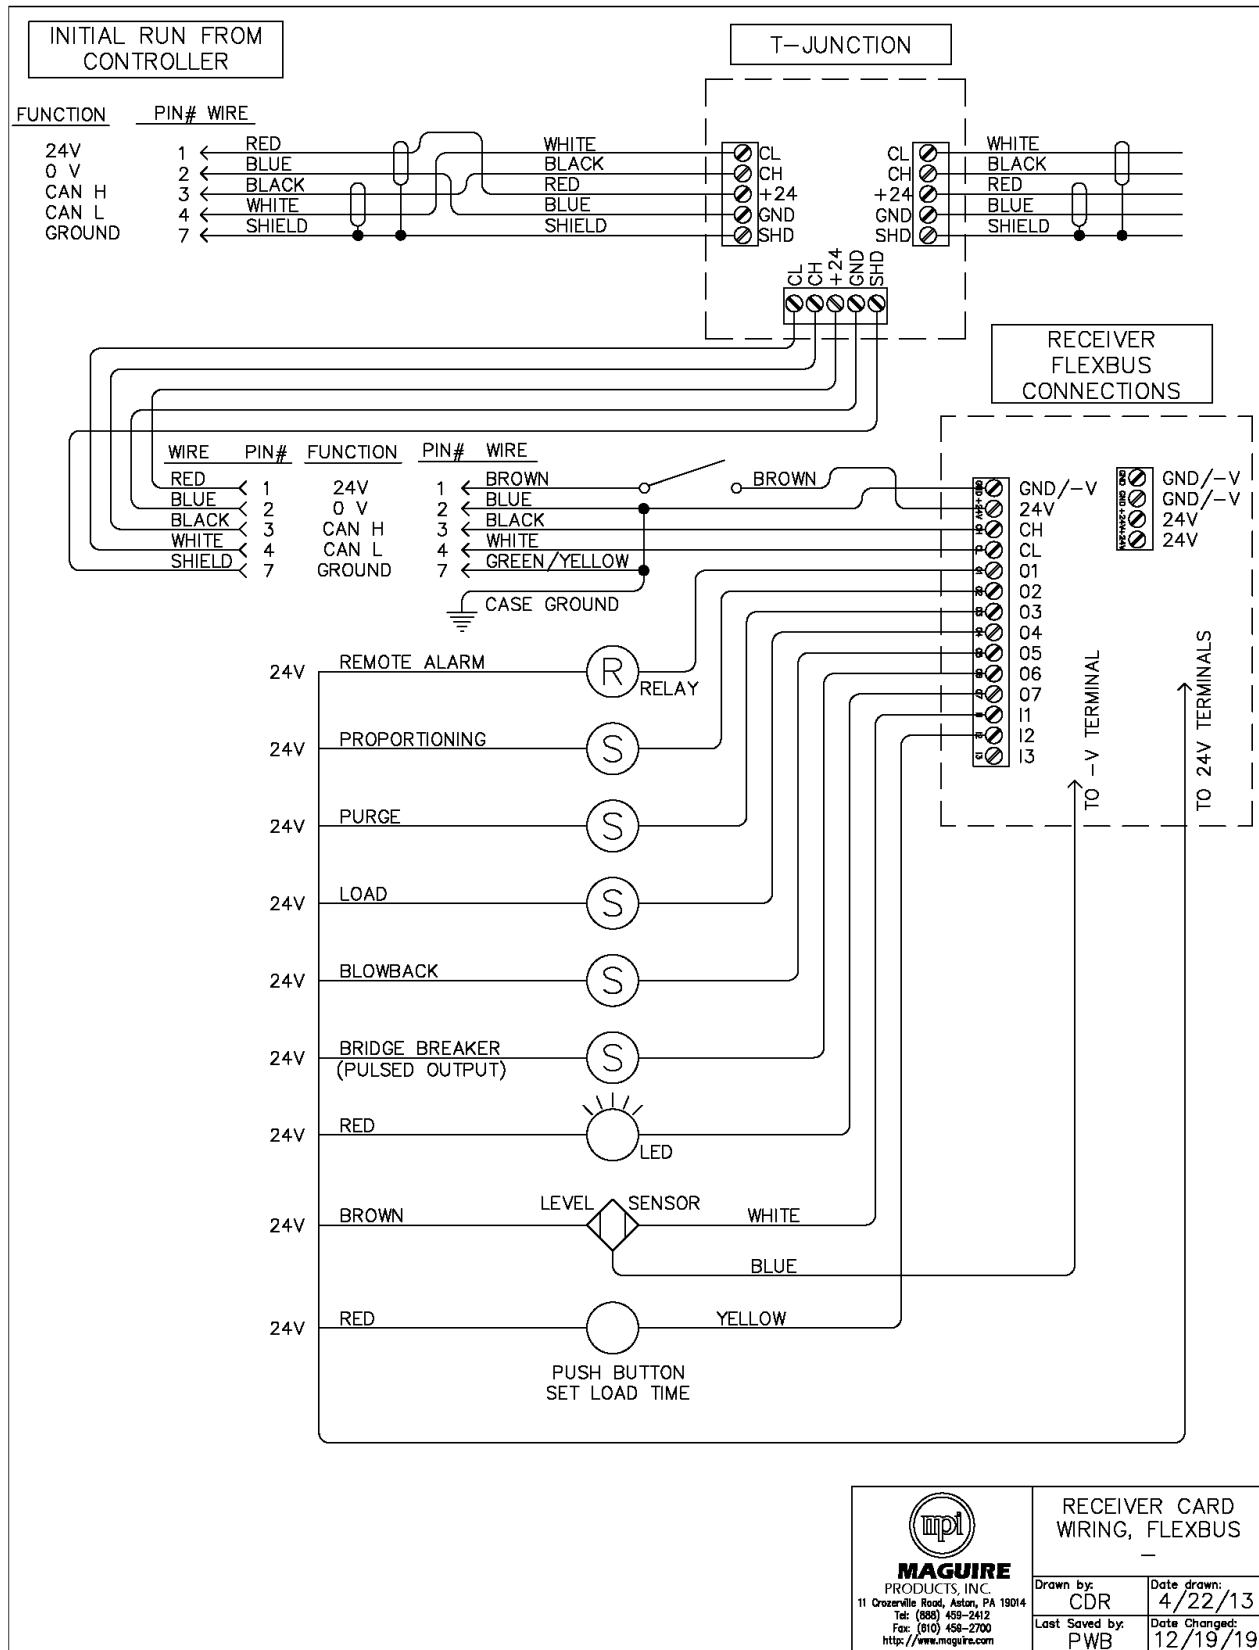 INITIAL RUN FROM
CONTROLLER
T-JUNCTION
FUNCTION PIN# WIRE
24V 1 RED WHITE CL CL WHITE
0 V 2 BLUE BLACK CH CH BLACK
CAN H 3 BLACK RED +24 +24 RED
CAN L 4 WHITE BLUE GND GND BLUE
GROUND 7 SHIELD SHIELD SHD SHD SHIELD
CL CH +24 GND SHD
RECEIVER
FLEXBUS
CONNECTIONS
WIRE PIN# FUNCTION PIN# WIRE
RED 1 24V 1 BROWN BROWN
BLUE 2 0 V 2 BLUE
BLACK 3 CAN H 3 BLACK
WHITE 4 CAN L 4 WHITE
SHIELD 7 GROUND 7 GREEN/YELLOW
CASE GROUND
GND/-V
24V
CH
CL
O1
O2
O3
O4
O5
O6
O7
I1
I2
I3
GND GND/-V
GND GND/-V
+24V 24V
+24V 24V
TO -V TERMINAL
TO 24V TERMINALS
24V REMOTE ALARM R RELAY
24V PROPORTIONING S
24V PURGE S
24V LOAD S
24V BLOWBACK S
24V BRIDGE BREAKER S
(PULSED OUTPUT)
24V RED LED
LEVEL SENSOR
24V BROWN WHITE
BLUE
24V RED YELLOW
PUSH BUTTON
SET LOAD TIME
mpi
MAGUIRE
PRODUCTS, INC.
11 Crozerville Road, Aston, PA 19014
Tel: (888) 459-2412
Fax: (610) 459-2700
http://www.maguire.com
RECEIVER CARD
WIRING, FLEXBUS
-
Drawn by: CDR
Date drawn: 4/22/13
Last Saved by: PWB
Date Changed: 12/19/19